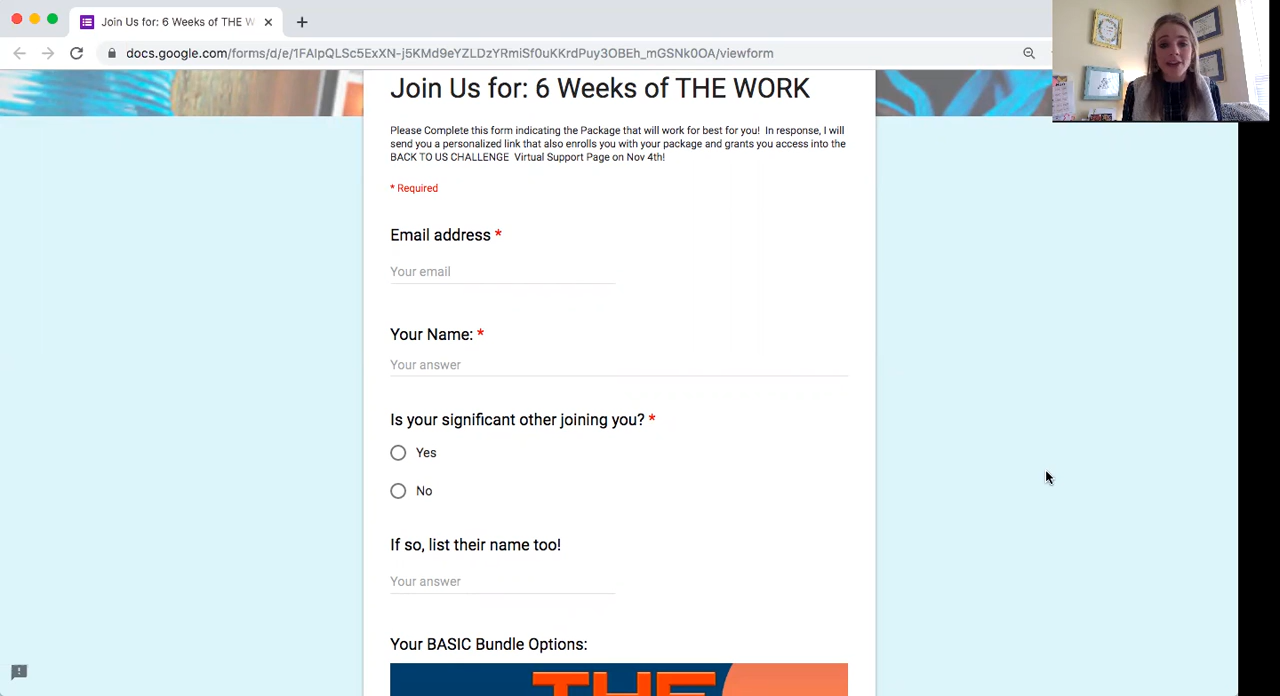 Join Us for: 6 Weeks of THE W
docs.google.com/forms/d/e/1FAIpQLSc5ExXN-j5KMd9eYZLDzYRmiSf0uKKrdPuy3OBEh_mGSNk0OA/viewform
Join Us for: 6 Weeks of THE WORK
Please Complete this form indicating the Package that will work for best for you! In response, I will
send you a personalized link that also enrolls you with your package and grants you access into the
BACK TO US CHALLENGE Virtual Support Page on Nov 4th!
* Required
Email address *
Your email
Your Name: *
Your answer
Is your significant other joining you? *
Yes
No
If so, list their name too!
Your answer
Your BASIC Bundle Options:
THE